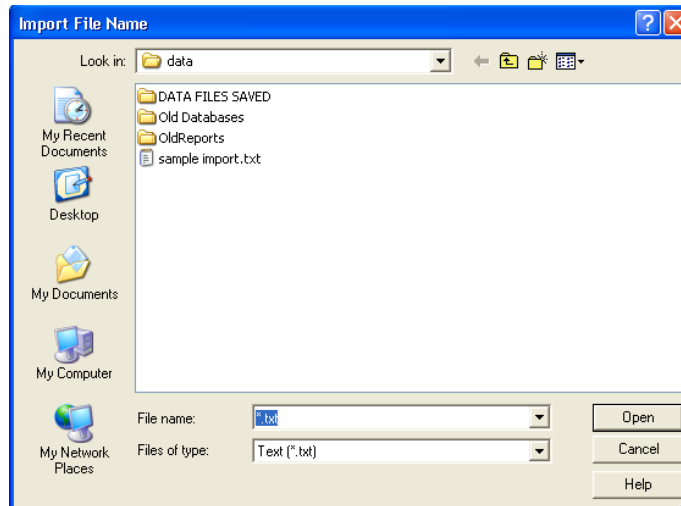 Import File Name
Look in: data
DATA FILES SAVED
Old Databases
OldReports
sample import.txt
My Recent
Documents
Desktop
My Documents
My Computer
My Network
Places
File name: *.txt Open
Files of type: Text (*.txt) Cancel
Help